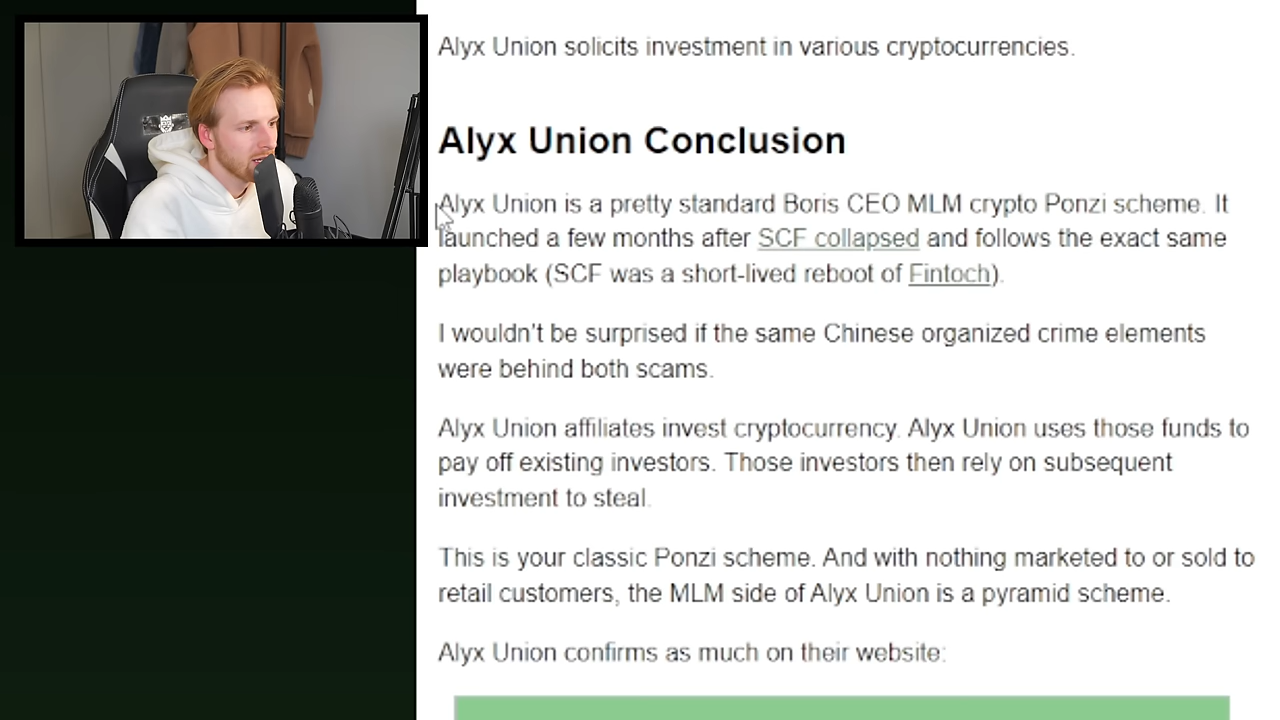 Alyx Union solicits investment in various cryptocurrencies.
Alyx Union Conclusion
Alyx Union is a pretty standard Boris CEO MLM crypto Ponzi scheme. It
launched a few months after SCF collapsed and follows the exact same
playbook (SCF was a short-lived reboot of Fintoch).
I wouldn't be surprised if the same Chinese organized crime elements
were behind both scams.
Alyx Union affiliates invest cryptocurrency. Alyx Union uses those funds to
pay off existing investors. Those investors then rely on subsequent
investment to steal.
This is your classic Ponzi scheme. And with nothing marketed to or sold to
retail customers, the MLM side of Alyx Union is a pyramid scheme.
Alyx Union confirms as much on their website: